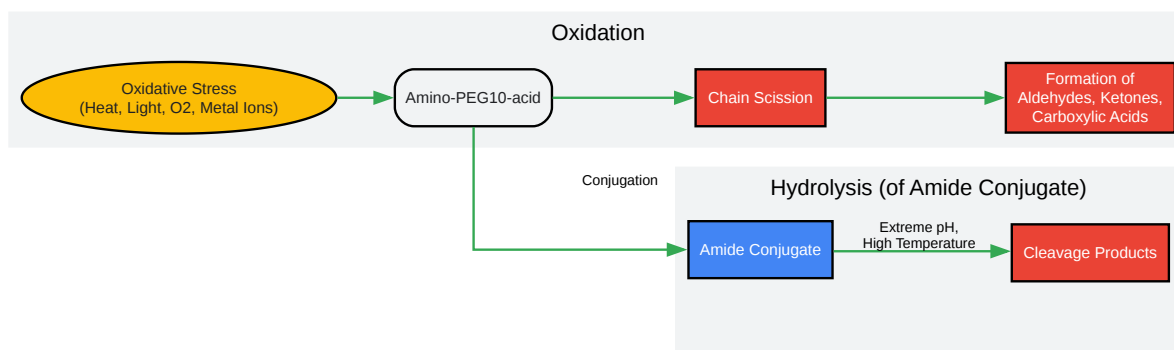 Oxidation
Oxidative Stress
(Heat, Light, O2, Metal Ions)
Amino-PEG10-acid
Chain Scission
Formation of
Aldehydes, Ketones,
Carboxylic Acids
Conjugation
Hydrolysis (of Amide Conjugate)
Amide Conjugate
Extreme pH,
High Temperature
Cleavage Products